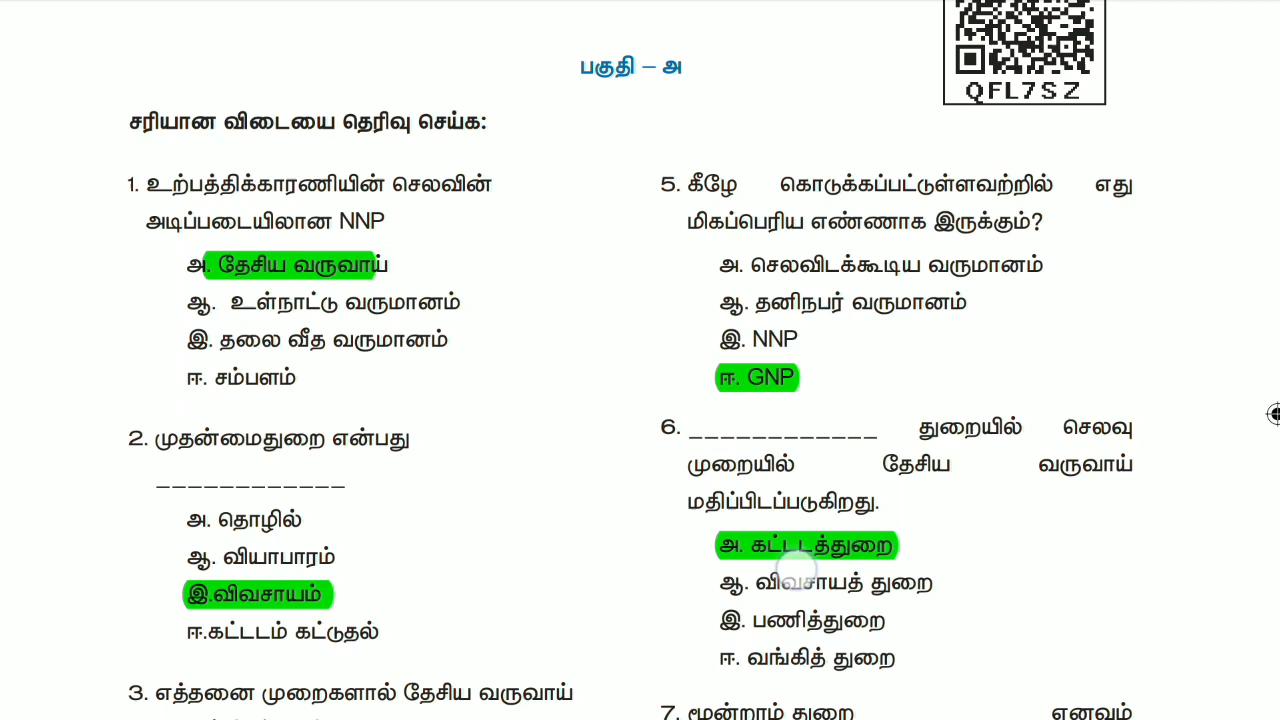 QFL7SZ
பகுதி – அ
சரியான விடையை தெரிவு செய்க:
1. உற்பத்திக்காரணியின் செலவின்
அடிப்படையிலான NNP
அ. தேசிய வருவாய்
ஆ. உள்நாட்டு வருமானம்
இ. தலை வீத வருமானம்
ஈ. சம்பளம்
2. முதன்மைதுறை என்பது
____________
அ. தொழில்
ஆ. வியாபாரம்
இ.விவசாயம்
ஈ.கட்டடம் கட்டுதல்
3. எத்தனை முறைகளால் தேசிய வருவாய்
5. கீழே கொடுக்கப்பட்டுள்ளவற்றில் எது
மிகப்பெரிய எண்ணாக இருக்கும்?
அ. செலவிடக்கூடிய வருமானம்
ஆ. தனிநபர் வருமானம்
இ. NNP
ஈ. GNP
6. ____________ துறையில் செலவு
முறையில் தேசிய வருவாய்
மதிப்பிடப்படுகிறது.
அ. கட்டடத்துறை
ஆ. விவசாயத் துறை
இ. பணித்துறை
ஈ. வங்கித் துறை
7. மூன்றாம் துறை எனவும்